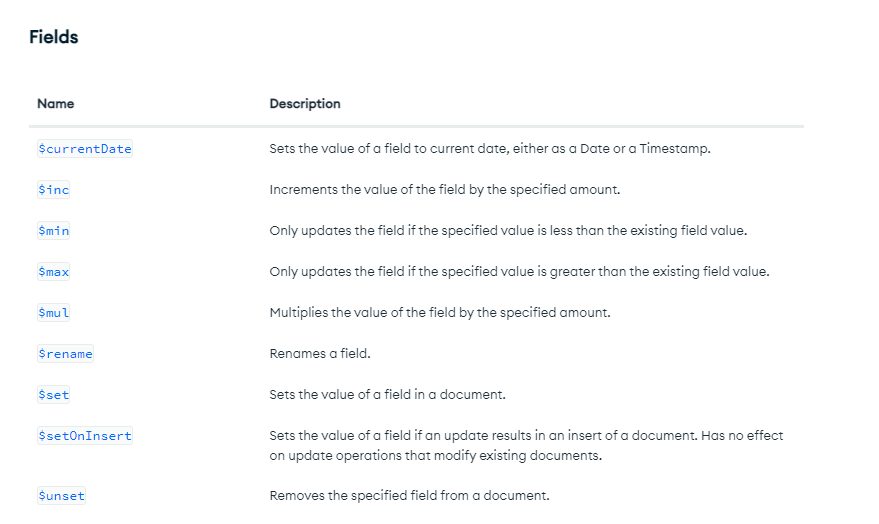 Fields
Name Description
$currentDate Sets the value of a field to current date, either as a Date or a Timestamp.
$inc Increments the value of the field by the specified amount.
$min Only updates the field if the specified value is less than the existing field value.
$max Only updates the field if the specified value is greater than the existing field value.
$mul Multiplies the value of the field by the specified amount.
$rename Renames a field.
$set Sets the value of a field in a document.
$setOnInsert Sets the value of a field if an update results in an insert of a document. Has no effect
on update operations that modify existing documents.
$unset Removes the specified field from a document.